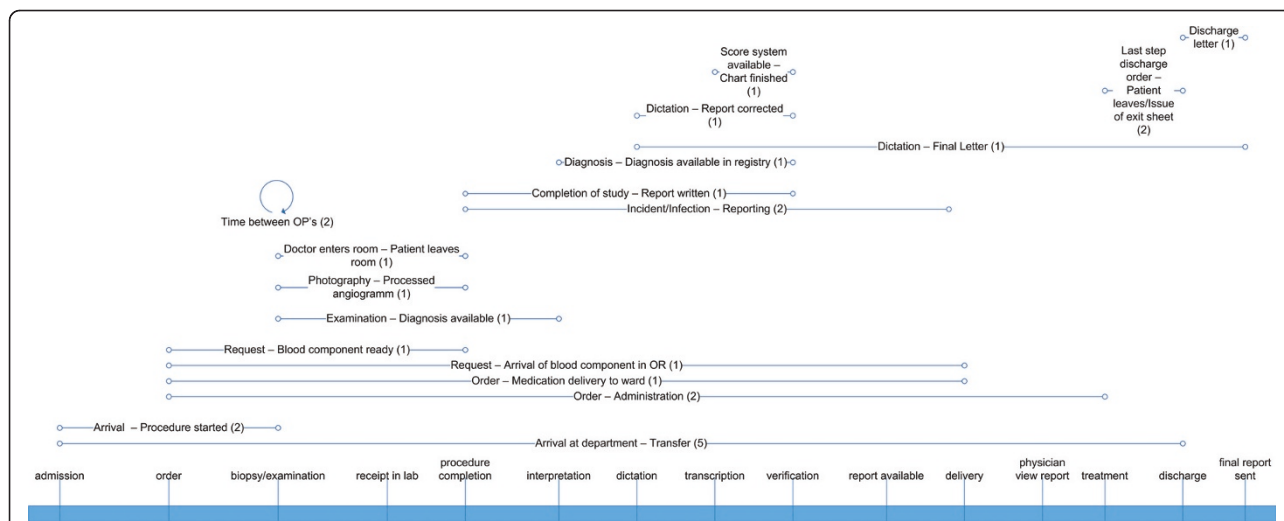 Discharge
letter (1)
Score system
available –
Chart finished
(1)
Last step
discharge
order –
Patient
leaves/Issue
of exit sheet
(2)
Dictation – Report corrected
(1)
Dictation – Final Letter (1)
Diagnosis – Diagnosis available in registry (1)
Completion of study – Report written (1)
Incident/Infection – Reporting (2)
Time between OP's (2)
Doctor enters room – Patient leaves
room (1)
Photography – Processed
angiogramm (1)
Examination – Diagnosis available (1)
Request – Blood component ready (1)
Request – Arrival of blood component in OR (1)
Order – Medication delivery to ward (1)
Order – Administration (2)
Arrival – Procedure started (2)
Arrival at department – Transfer (5)
admission
order
biopsy/examination
receipt in lab
procedure
completion
interpretation
dictation
transcription
verification
report available
delivery
physician
view report
treatment
discharge
final report
sent